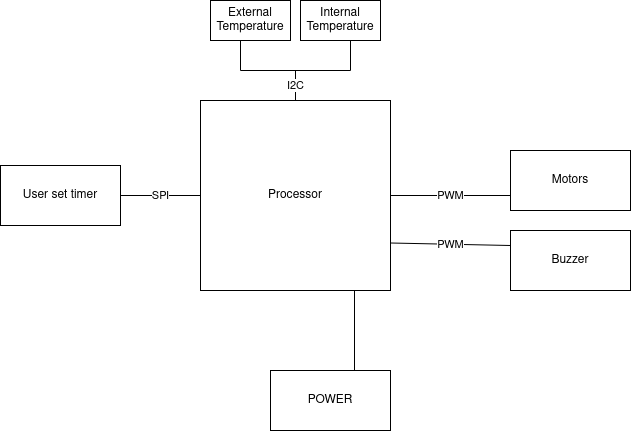 External
Temperature
Internal
Temperature
I2C
User set timer
SPI
Processor
PWM
Motors
PWM
Buzzer
POWER